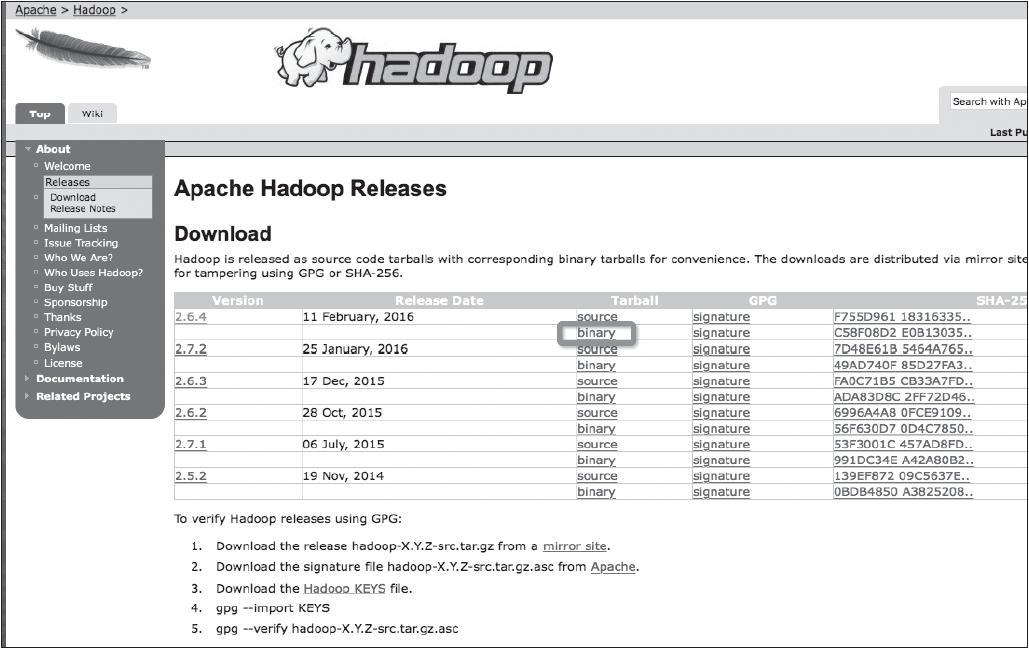 Apache > Hadoop >
TM
hadoop
Top
Wiki
Search with Ap
Last Pu
About
Welcome
Releases
Download
Release Notes
Mailing Lists
Issue Tracking
Who We Are?
Who Uses Hadoop?
Buy Stuff
Sponsorship
Thanks
Privacy Policy
Bylaws
License
Documentation
Related Projects
Apache Hadoop Releases
Download
Hadoop is released as source code tarballs with corresponding binary tarballs for convenience. The downloads are distributed via mirror site
for tampering using GPG or SHA-256.
Version Release Date Tarball GPG SHA-25
2.6.4 11 February, 2016 source signature F755D961 18316335..
binary signature C58F08D2 E0B13035..
2.7.2 25 January, 2016 source signature 7D48E61B 5464A765..
binary signature 49AD740F 85D27FA3..
2.6.3 17 Dec, 2015 source signature FA0C71B5 CB33A7FD..
binary signature ADA83D8C 2FF72D46..
2.6.2 28 Oct, 2015 source signature 6996A4A8 0FCE9109..
binary signature 56F630D7 0D4C7850..
2.7.1 06 July, 2015 source signature 53F3001C 457AD8FD..
binary signature 991DC34E A42A80B2..
2.5.2 19 Nov, 2014 source signature 139EF872 09C5637E..
binary signature 0BDB4850 A3825208..
To verify Hadoop releases using GPG:
1. Download the release hadoop-X.Y.Z-src.tar.gz from a mirror site.
2. Download the signature file hadoop-X.Y.Z-src.tar.gz.asc from Apache.
3. Download the Hadoop KEYS file.
4. gpg --import KEYS
5. gpg --verify hadoop-X.Y.Z-src.tar.gz.asc